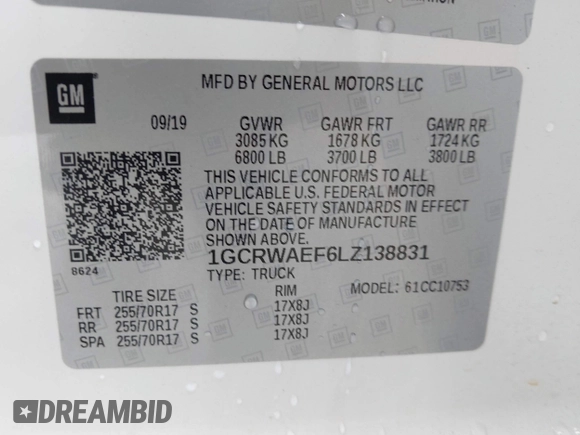 GM
MFD BY GENERAL MOTORS LLC
09/19 GVWR GAWR FRT GAWR RR
3085 KG 1678 KG 1724 KG
6800 LB 3700 LB 3800 LB
THIS VEHICLE CONFORMS TO ALL
APPLICABLE U.S. FEDERAL MOTOR
VEHICLE SAFETY STANDARDS IN EFFECT
ON THE DATE OF MANUFACTURE
SHOWN ABOVE.
1GCRWAEF6LZ138831
8624
TYPE: TRUCK
TIRE SIZE RIM MODEL: 61CC10753
FRT 255/70R17 S 17X8J
RR 255/70R17 S 17X8J
SPA 255/70R17 S 17X8J
DREAMBID